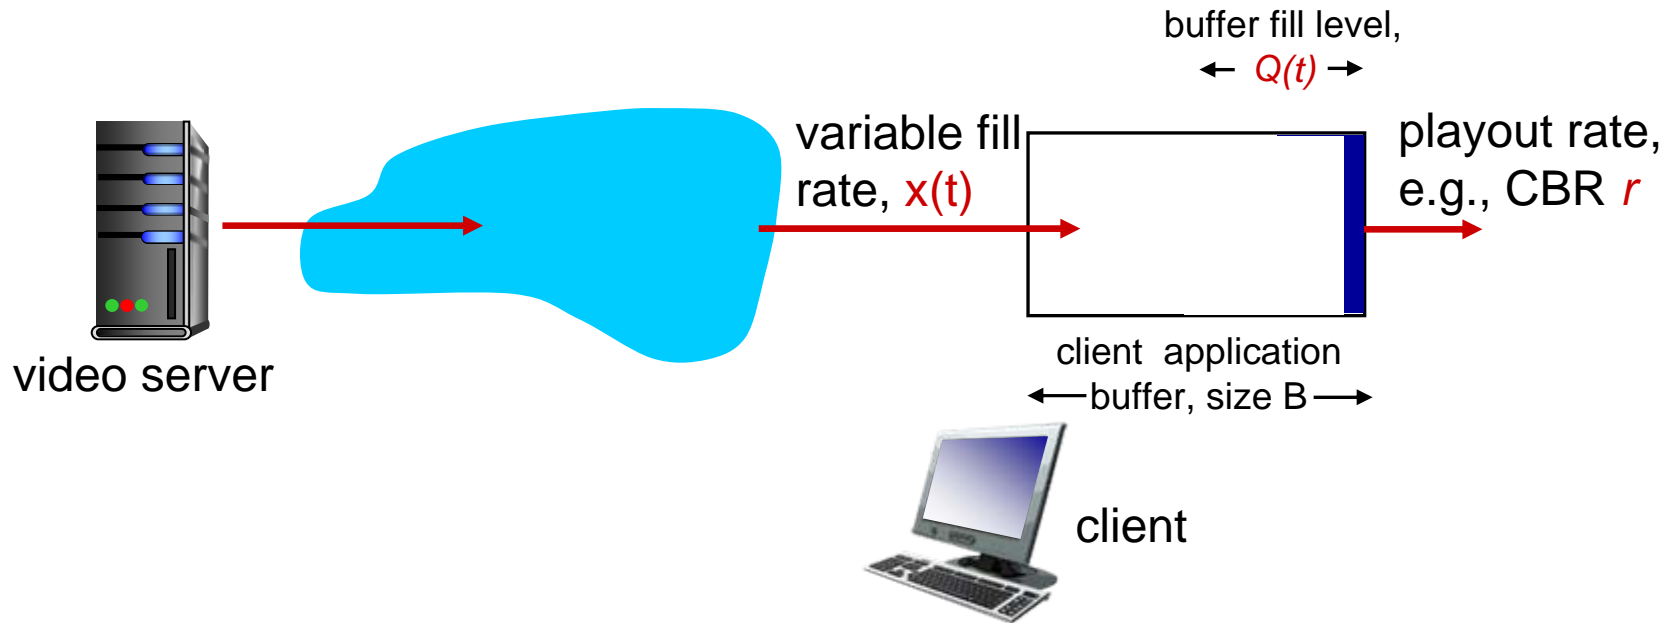 buffer fill level,
Q(t)
variable fill
rate, x(t)
playout rate,
e.g., CBR r
video server
client application
buffer, size B
client